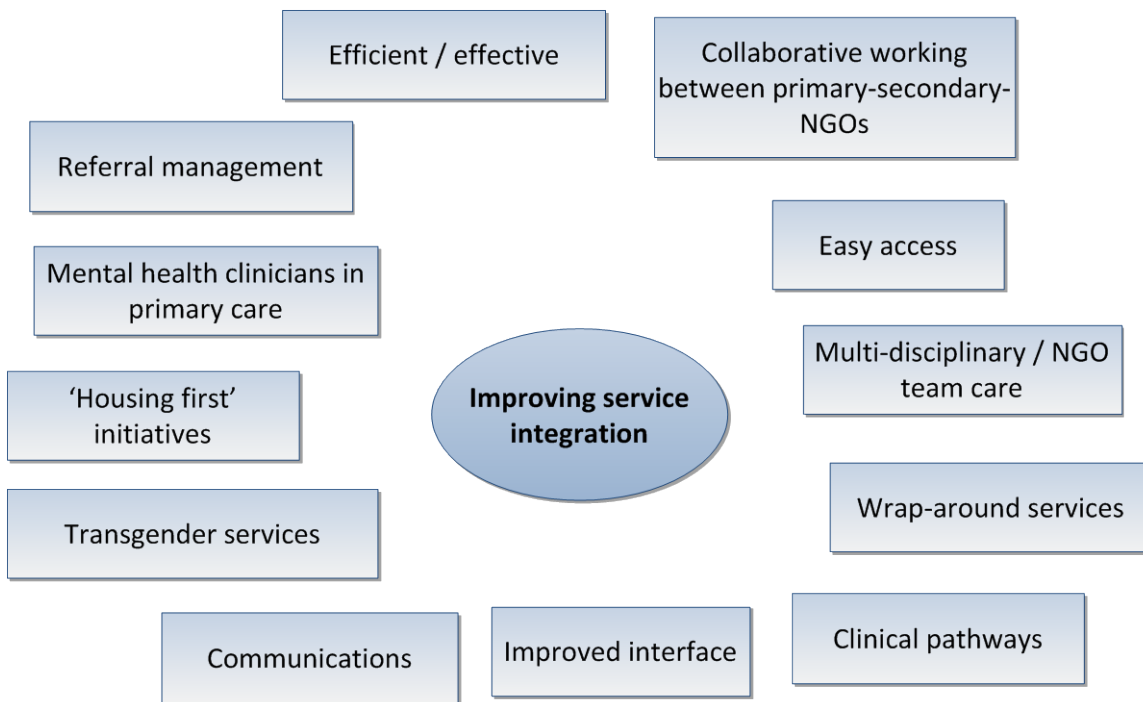 Efficient / effective
Collaborative working
between primary-secondary-
NGOs
Referral management
Easy access
Mental health clinicians in
primary care
Multi-disciplinary / NGO
team care
‘Housing first’
initiatives
Improving service
integration
Wrap-around services
Transgender services
Communications
Improved interface
Clinical pathways